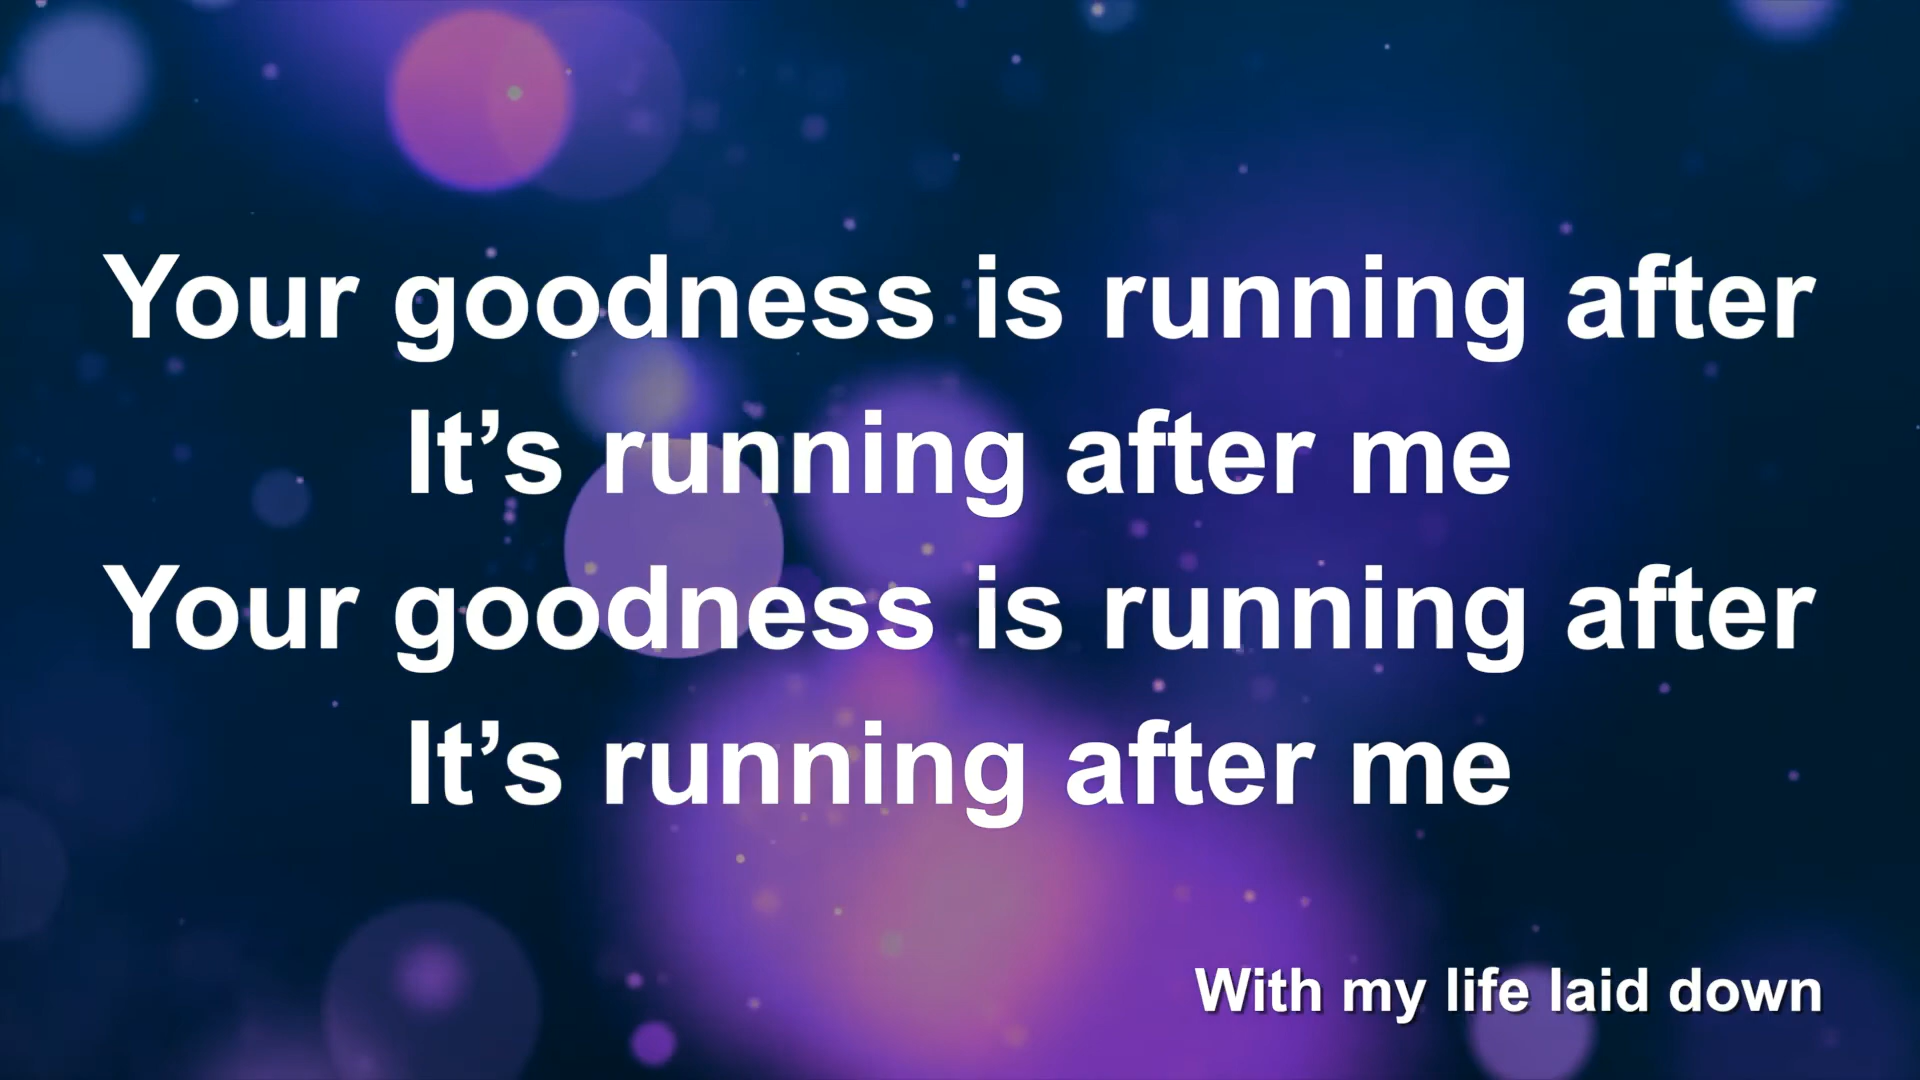 Your goodness is running after
It’s running after me
Your goodness is running after
It’s running after me
With my life laid down